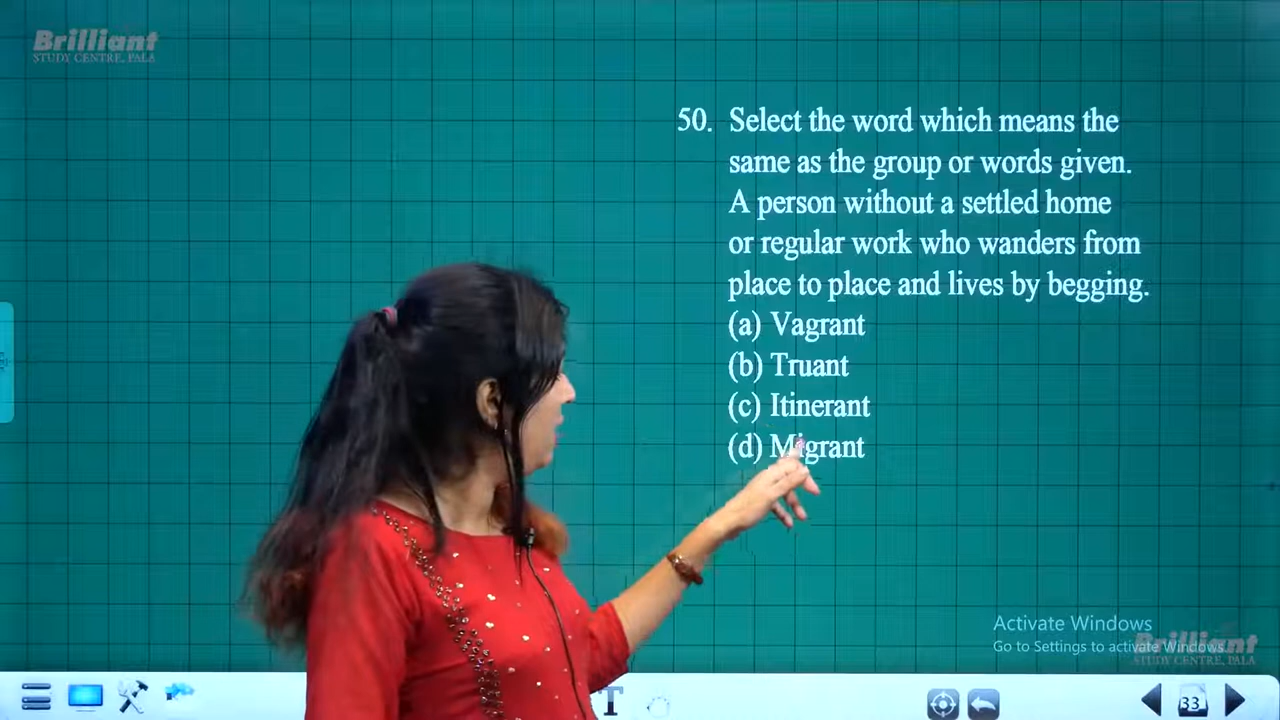 Brilliant
STUDY CENTRE, PALA
50. Select the word which means the
same as the group or words given.
A person without a settled home
or regular work who wanders from
place to place and lives by begging.
(a) Vagrant
(b) Truant
(c) Itinerant
(d) Migrant
Activate Windows
Go to Settings to activate Windows.
Brilliant
STUDY CENTRE, PALA
T
33